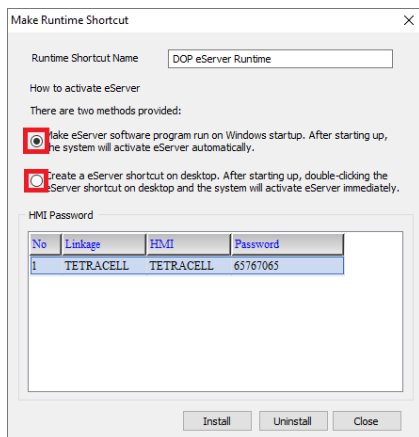 Make Runtime Shortcut
Runtime Shortcut Name DOP eServer Runtime
How to activate eServer
There are two methods provided:
Make eServer software program run on Windows startup. After starting up,
the system will activate eServer automatically.
Create a eServer shortcut on desktop. After starting up, double-clicking the
eServer shortcut on desktop and the system will activate eServer immediately.
HMI Password
No Linkage HMI Password
1 TETRACELL TETRACELL 65767065
Install Uninstall Close